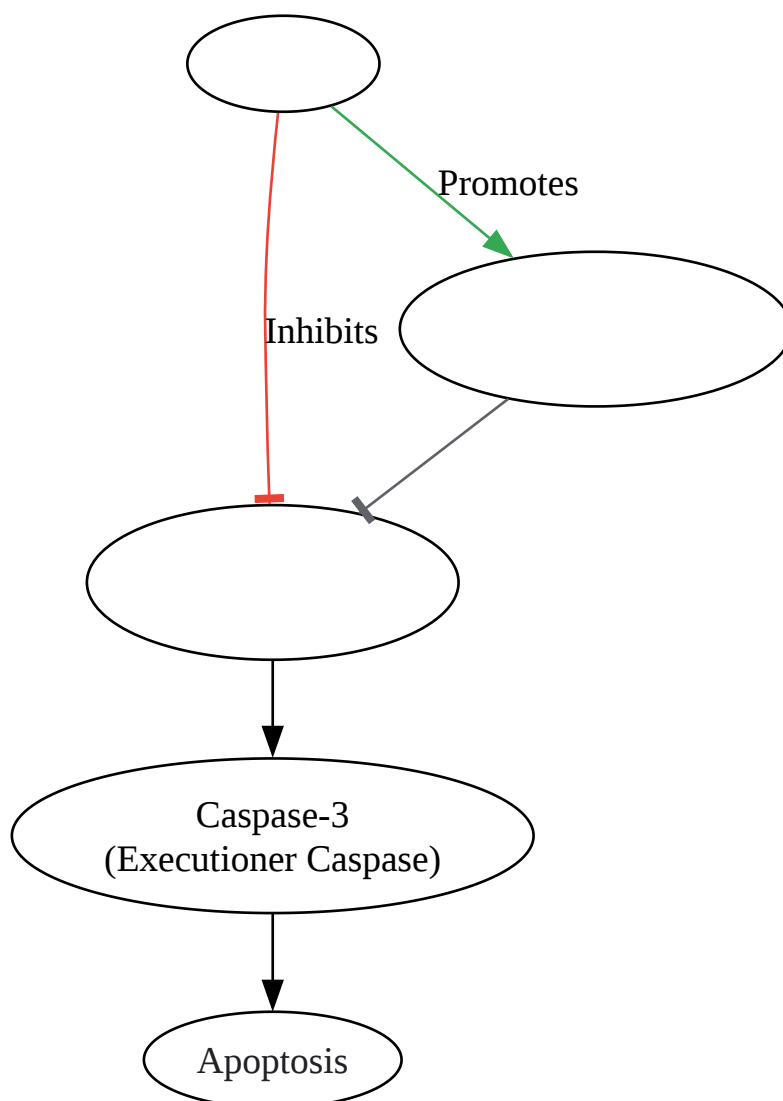 Promotes
Inhibits
Caspase-3
(Executioner Caspase)
Apoptosis